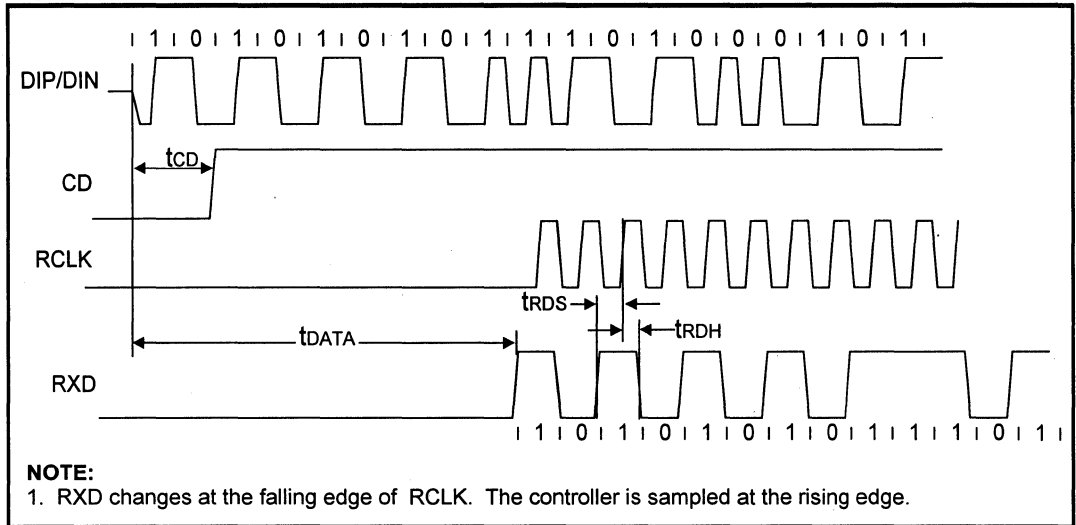 ı 1 ı 0 ı 1 ı 0 ı 1 ı 0 ı 1 ı 0 ı 1 ı 1 ı 1 ı 0 ı 1 ı 0 ı 0 ı 0 ı 1 ı 0 ı 1 ı
DIP/DIN
tCD
CD
RCLK
tRDS
tRDH
tDATA
RXD
ı 1 ı 0 ı 1 ı 0 ı 1 ı 0 ı 1 ı 0 ı 1 ı 1 ı 1 ı 0 ı 1 ı
NOTE:
1. RXD changes at the falling edge of RCLK. The controller is sampled at the rising edge.